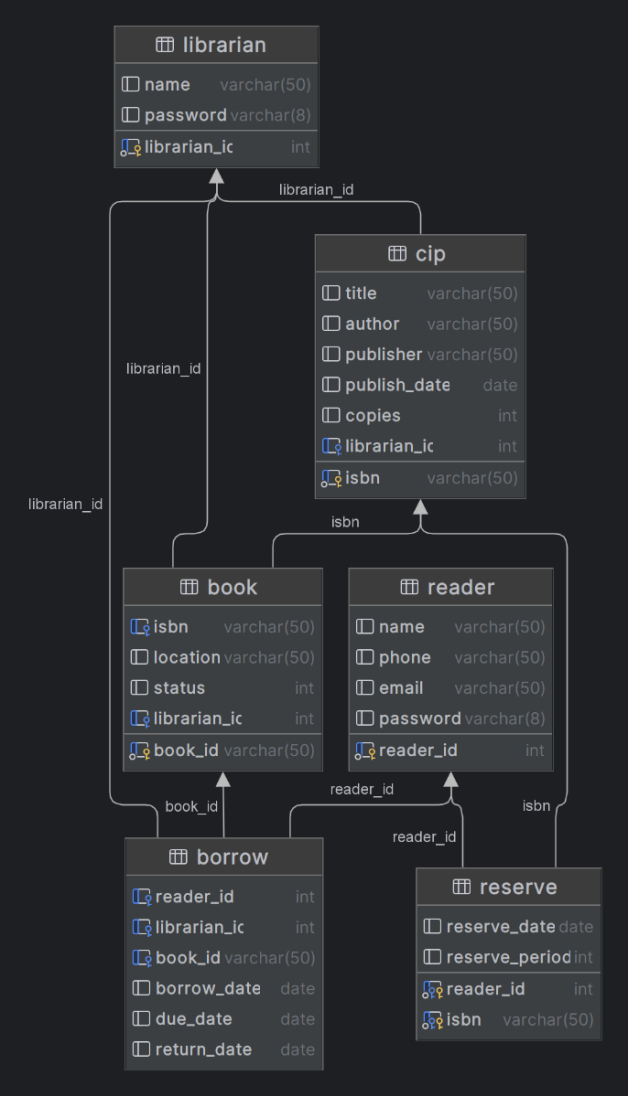 librarian
name varchar(50)
password varchar(8)
librarian_id int
librarian_id
cip
title varchar(50)
author varchar(50)
publisher varchar(50)
publish_date date
copies int
librarian_id int
isbn varchar(50)
librarian_id
librarian_id
isbn
book
isbn varchar(50)
location varchar(50)
status int
librarian_id int
book_id varchar(50)
reader
name varchar(50)
phone varchar(50)
email varchar(50)
password varchar(8)
reader_id int
book_id
reader_id
isbn
reader_id
borrow
reader_id int
librarian_id int
book_id varchar(50)
borrow_date date
due_date date
return_date date
reserve
reserve_date date
reserve_period int
reader_id int
isbn varchar(50)